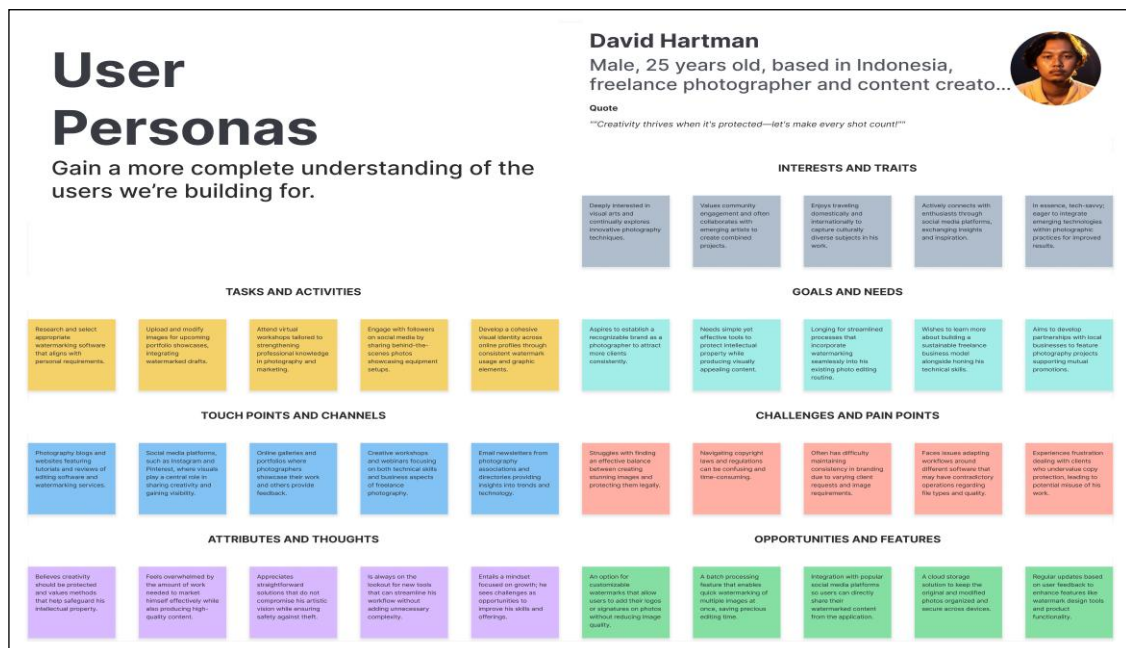 User
Personas
Gain a more complete understanding of the
users we're building for.
David Hartman
Male, 25 years old, based in Indonesia,
freelance photographer and content creato...
Quote
""Creativity thrives when it's protected—let's make every shot count!""
INTERESTS AND TRAITS
Deeply interested in
visual arts and
continually explores
innovative photography
techniques.
Values community
engagement and often
collaborates with
emerging artists to
create combined
projects.
Enjoys traveling
domestically and
internationally to
capture culturally
diverse subjects in his
work.
Actively connects with
enthusiasts through
social media platforms,
exchanging insights
and inspiration.
In essence, tech-savvy;
eager to integrate
emerging technologies
within photographic
practices for improved
results.
TASKS AND ACTIVITIES
Research and select
appropriate
watermarking software
that aligns with
personal requirements.
Upload and modify
images for upcoming
portfolio showcases,
integrating
watermarked drafts.
Attend virtual
workshops tailored to
strengthening
professional knowledge
in photography and
marketing.
Engage with followers
on social media by
sharing behind-the-
scenes photos
showcasing equipment
setups.
Develop a cohesive
visual identity across
online profiles through
consistent watermark
usage and graphic
elements.
GOALS AND NEEDS
Aspires to establish a
recognizable brand as a
photographer to attract
more clients
consistently.
Needs simple yet
effective tools to
protect intellectual
property while
producing visually
appealing content.
Longing for streamlined
processes that
incorporate
watermarking
seamlessly into his
existing photo editing
routine.
Wishes to learn more
about building a
sustainable freelance
business model
alongside honing his
technical skills.
Aims to develop
partnerships with local
businesses to feature
photography projects
supporting mutual
promotions.
TOUCH POINTS AND CHANNELS
Photography blogs and
websites featuring
tutorials and reviews of
editing software and
watermarking services.
Social media platforms,
such as Instagram and
Pinterest, where visuals
play a central role in
sharing creativity and
gaining visibility.
Online galleries and
portfolios where
photographers
showcase their work
and others provide
feedback.
Creative workshops
and webinars focusing
on both technical skills
and business aspects
of freelance
photography.
Email newsletters from
photography
associations and
directories providing
insights into trends and
technology.
CHALLENGES AND PAIN POINTS
Struggles with finding
an effective balance
between creating
stunning images and
protecting them legally.
Navigating copyright
laws and regulations
can be confusing and
time-consuming.
Often has difficulty
maintaining
consistency in branding
due to varying client
requests and image
requirements.
Faces issues adapting
workflows around
different software that
may have contradictory
operations regarding
file types and quality.
Experiences frustration
dealing with clients
who undervalue copy
protection, leading to
potential misuse of his
work.
ATTRIBUTES AND THOUGHTS
Believes creativity
should be protected
and values methods
that help safeguard his
intellectual property.
Feels overwhelmed by
the amount of work
needed to market
himself effectively while
also producing high-
quality content.
Appreciates
straightforward
solutions that do not
compromise his artistic
vision while ensuring
safety against theft.
Is always on the
lookout for new tools
that can streamline his
workflow without
adding unnecessary
complexity.
Entails a mindset
focused on growth; he
sees challenges as
opportunities to
improve his skills and
offerings.
OPPORTUNITIES AND FEATURES
An option for
customizable
watermarks that allow
users to add their logos
or signatures on photos
without reducing image
quality.
A batch processing
feature that enables
quick watermarking of
multiple images at
once, saving precious
editing time.
Integration with popular
social media platforms
so users can directly
share their
watermarked content
from the application.
A cloud storage
solution to keep the
original and modified
photos organized and
secure across devices.
Regular updates based
on user feedback to
enhance features like
watermark design tools
and product
functionality.